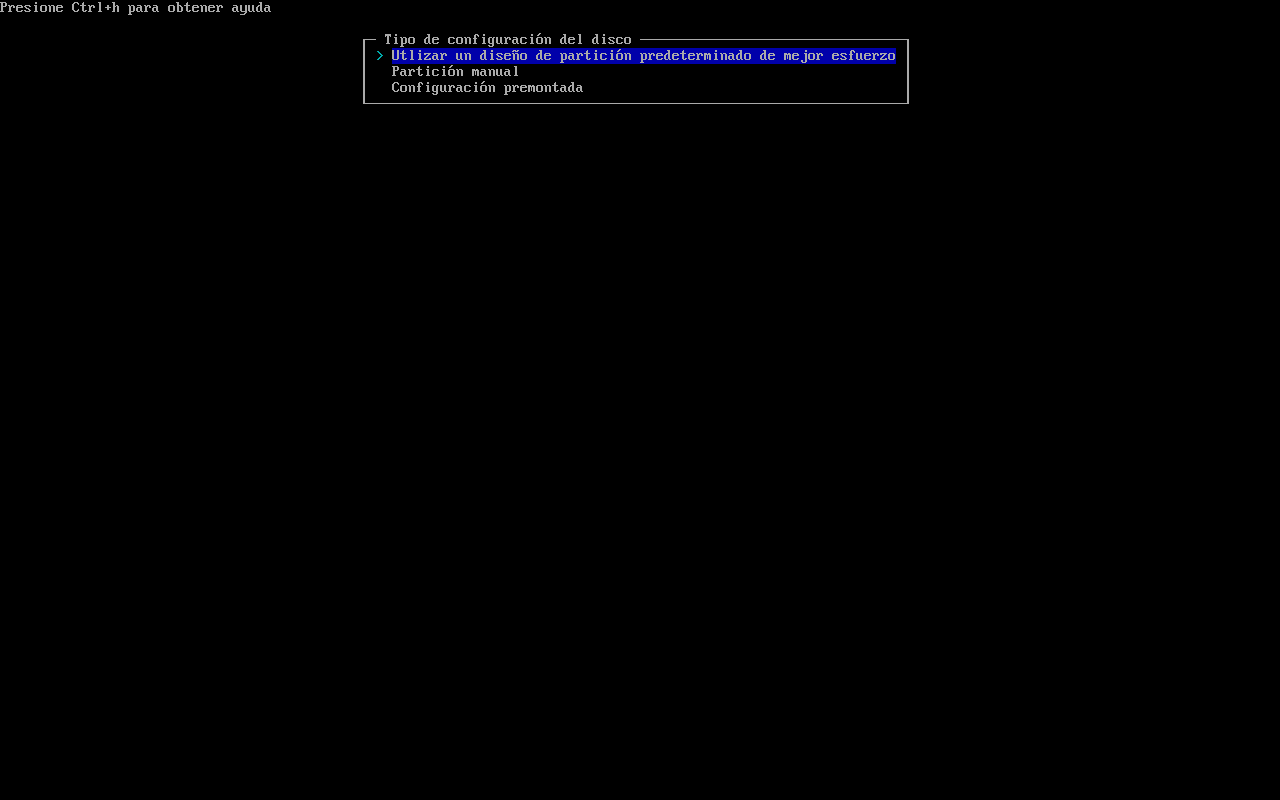 Presione Ctrl+h para obtener ayuda
Tipo de configuración del disco
> Utlizar un diseño de partición predeterminado de mejor esfuerzo
Partición manual
Configuración premontada